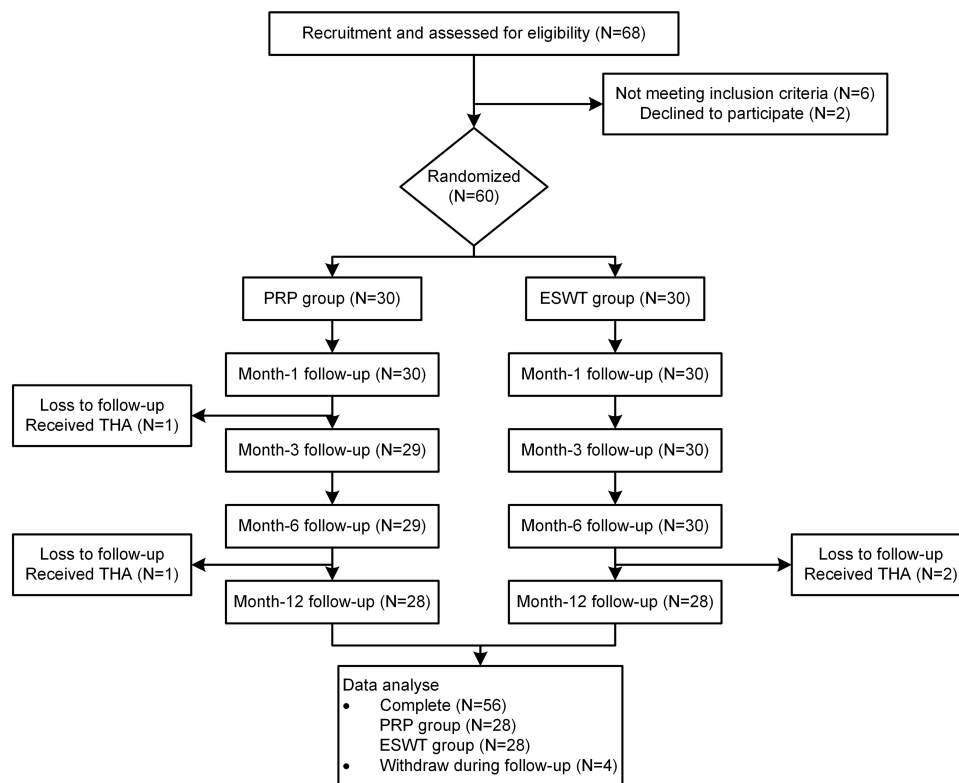 Recruitment and assessed for eligibility (N=68)
Not meeting inclusion criteria (N=6)
Declined to participate (N=2)
Randomized
(N=60)
PRP group (N=30)
ESWT group (N=30)
Month-1 follow-up (N=30)
Month-1 follow-up (N=30)
Loss to follow-up
Received THA (N=1)
Month-3 follow-up (N=29)
Month-3 follow-up (N=30)
Month-6 follow-up (N=29)
Month-6 follow-up (N=30)
Loss to follow-up
Received THA (N=1)
Loss to follow-up
Received THA (N=2)
Month-12 follow-up (N=28)
Month-12 follow-up (N=28)
Data analyse
• Complete (N=56)
PRP group (N=28)
ESWT group (N=28)
• Withdraw during follow-up (N=4)